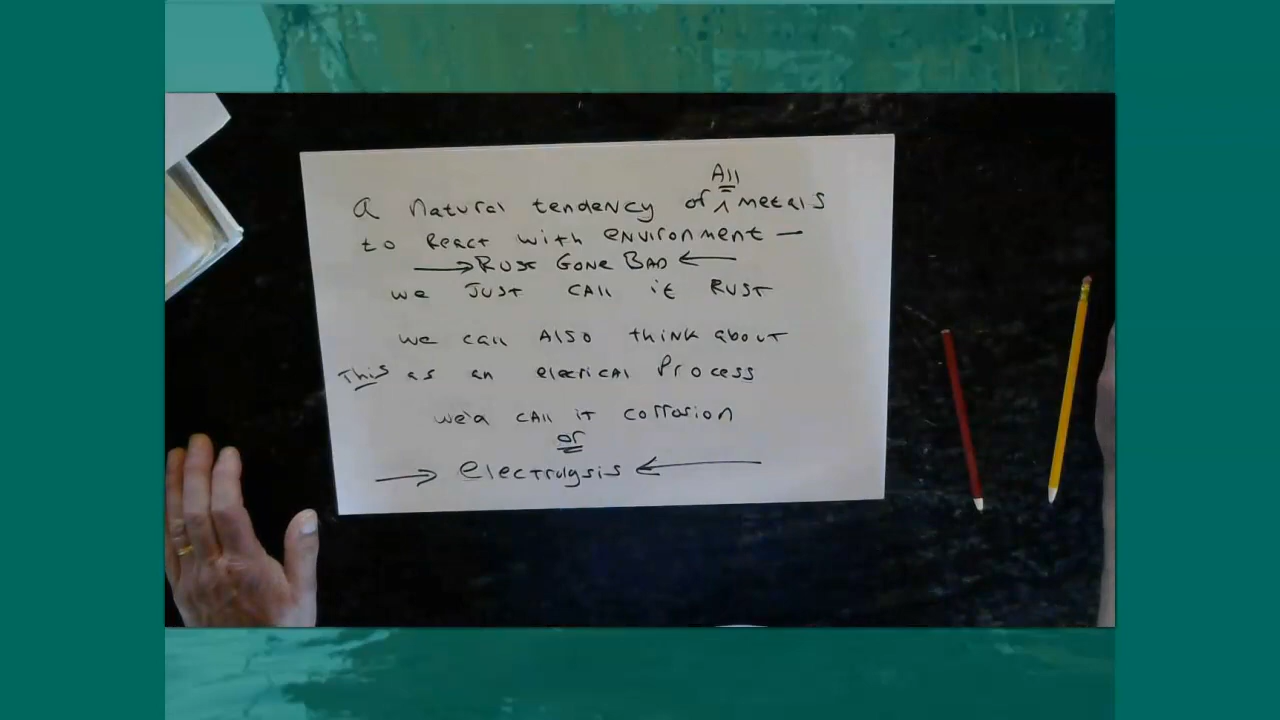 a natural tendency of All metals
to React with environment —
→ RUST GONE BAD ←
we JUST CAll it RUST
we can Also think about
This as an elecrical Process
we'd CAll it corrosion
or
→ electrolysis ←